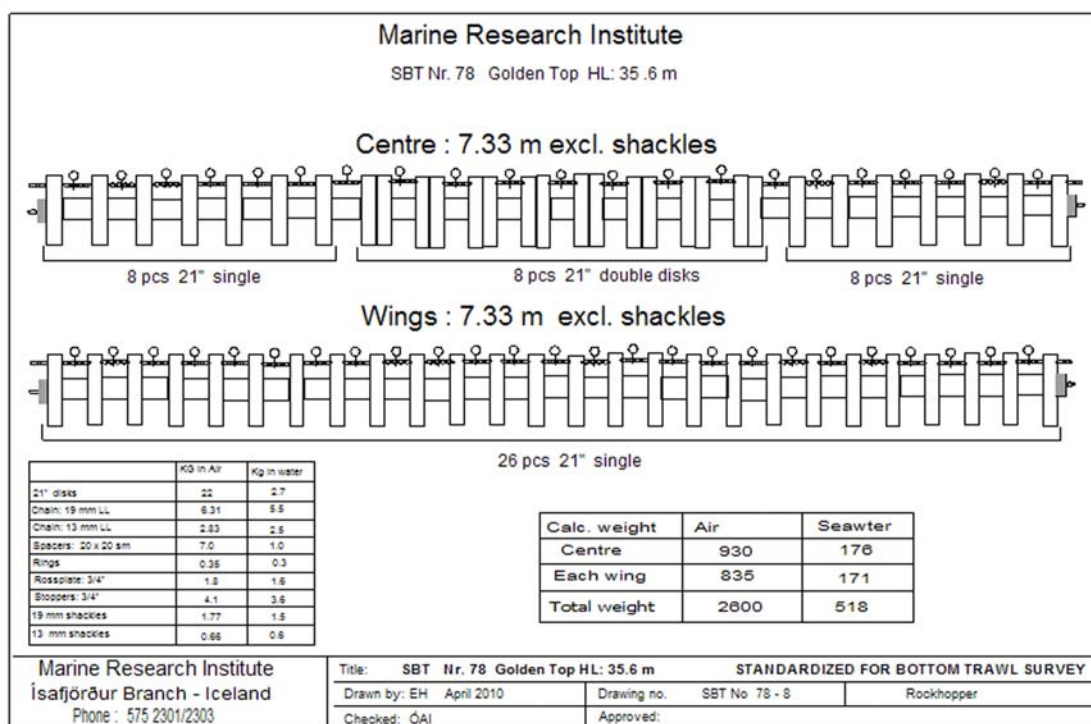 Marine Research Institute
SBT Nr. 78 Golden Top HL: 35 .6 m
Centre : 7.33 m excl. shackles
8 pcs 21" single
8 pcs 21" double disks
8 pcs 21" single
Wings : 7.33 m excl. shackles
26 pcs 21" single
KG in Air Kg in water
21" disks 22 2.7
Chain: 19 mm LL 6.31 5.5
Chain: 13 mm LL 2.83 2.5
Spacers: 20 x 20 sm 7.0 1.0
Rings 0.35 0.3
Rossplate: 3/4" 1.8 1.6
Stoppers: 3/4" 4.1 3.6
19 mm shackles 1.77 1.5
13 mm shackles 0.66 0.6
Calc. weight Air Seawter
Centre 930 176
Each wing 835 171
Total weight 2600 518
Marine Research Institute
Ísafjörður Branch - Iceland
Phone : 575 2301/2303
Title: SBT Nr. 78 Golden Top HL: 35.6 m STANDARDIZED FOR BOTTOM TRAWL SURVEY
Drawn by: EH April 2010 Drawing no. SBT No 78 - 8 Rookhopper
Checked: ÓAI Approved: